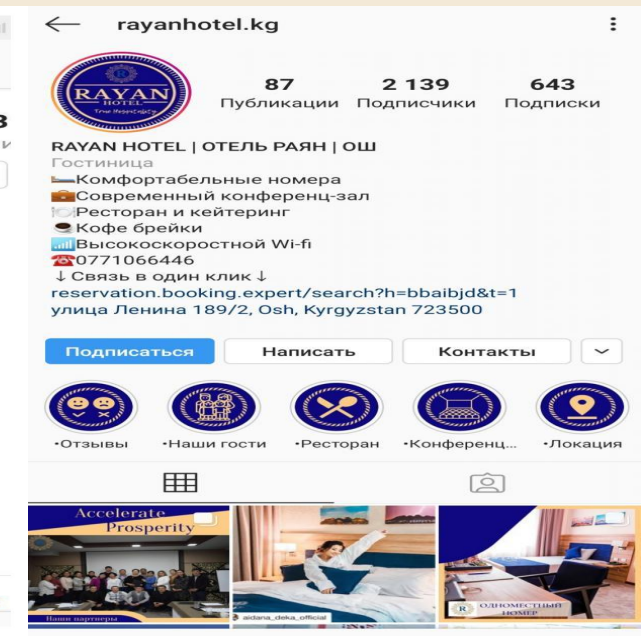 rayanhotel.kg
RAYAN
HOTEL
True Hospitality
87 2 139 643
Публикации Подписчики Подписки
RAYAN HOTEL | ОТЕЛЬ РАЯН | ОШ
Гостиница
🛏Комфортабельные номера
💼Современный конференц-зал
🍽Ресторан и кейтеринг
☕Кофе брейки
📶Высокоскоростной Wi-fi
☎0771066446
↓Связь в один клик↓
reservation.booking.expert/search?h=bbaibjd&t=1
улица Ленина 189/2, Osh, Kyrgyzstan 723500
Подписаться Написать Контакты
•Отзывы •Наши гости •Ресторан •Конференц... •Локация
Accelerate
Prosperity
Наши партнеры
aidana_deka_official
ОДНОМЕСТНЫЙ
НОМЕР